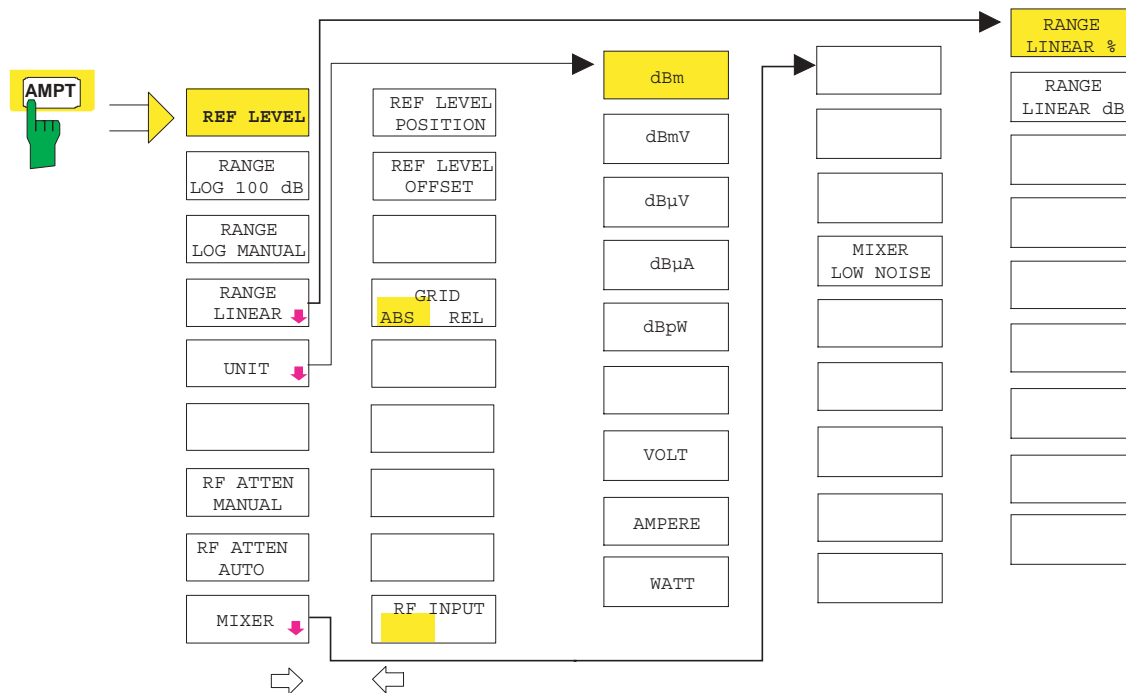 AMPT
REF LEVEL
RANGE
LOG 100 dB
RANGE
LOG MANUAL
RANGE
LINEAR
UNIT
RF ATTEN
MANUAL
RF ATTEN
AUTO
MIXER
REF LEVEL
POSITION
REF LEVEL
OFFSET
GRID
ABS REL
RF INPUT
dBm
dBmV
dBµV
dBµA
dBpW
VOLT
AMPERE
WATT
MIXER
LOW NOISE
RANGE
LINEAR %
RANGE
LINEAR dB